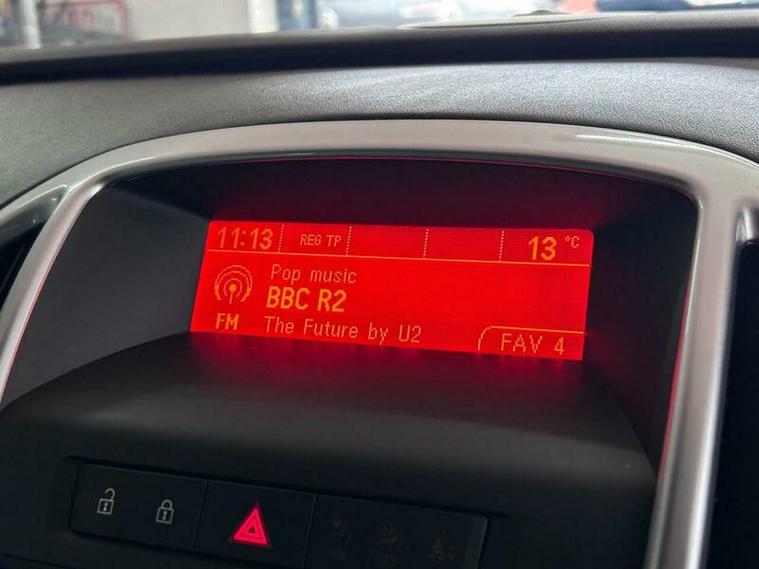 11:13 REG TP 13 °C
Pop music
BBC R2
FM The Future by U2
FAV 4